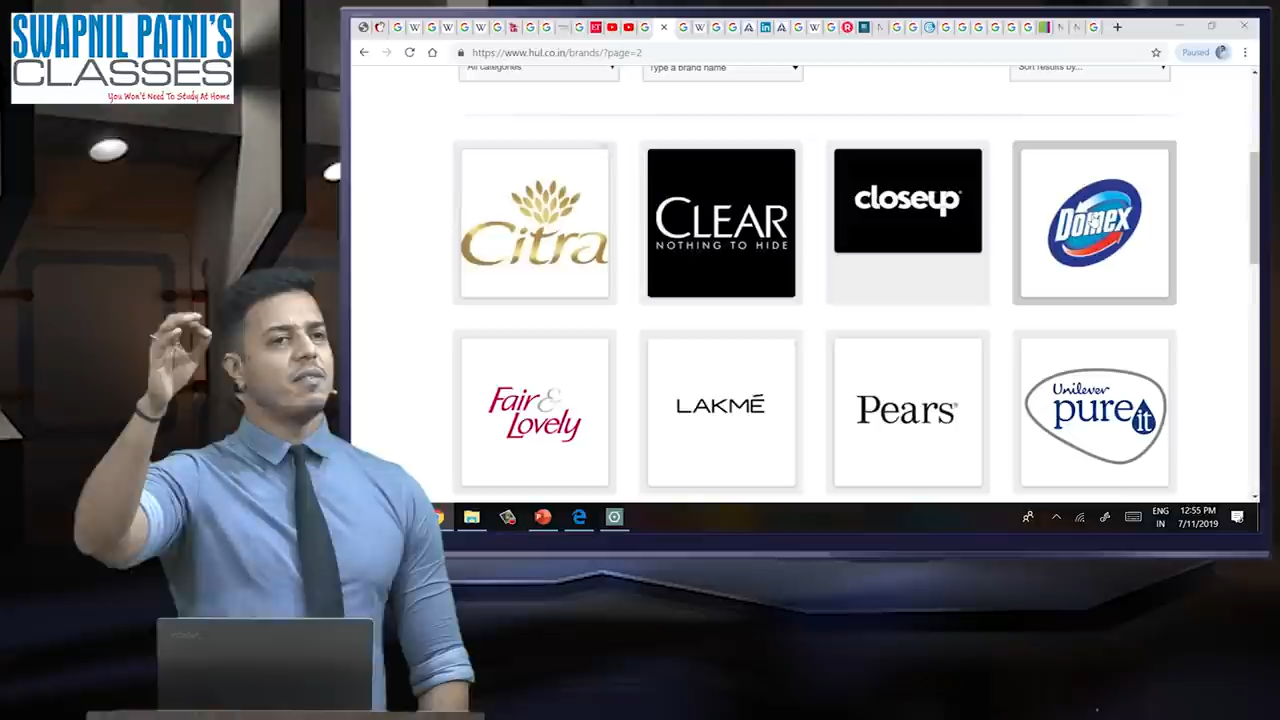 SWAPNIL PATNI'S
CLASSES
You Won't Need To Study At Home
https://www.hul.co.in/brands/?page=2
Paused
All categories
Type a brand name
Sort results by...
Citra
CLEAR
NOTHING TO HIDE
closeup
Domex
Fair & Lovely
LAKMÉ
Pears
Unilever
pureit
ENG
IN
12:55 PM
7/11/2019